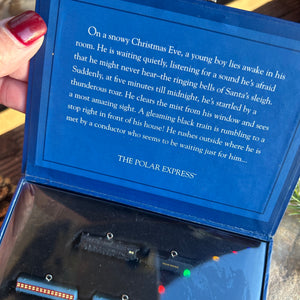 On a snowy Christmas Eve, a young boy lies awake in his
room. He is waiting quietly, listening for a sound he's afraid
that he might never hear–the ringing bells of Santa's sleigh.
Suddenly, at five minutes till midnight, he's startled by a
thunderous roar. He clears the mist from his window and sees
a most amazing sight. A gleaming black train is rumbling to a
stop right in front of his house! He rushes outside where he is
met by a conductor who seems to be waiting just for him...
THE POLAR EXPRESS™